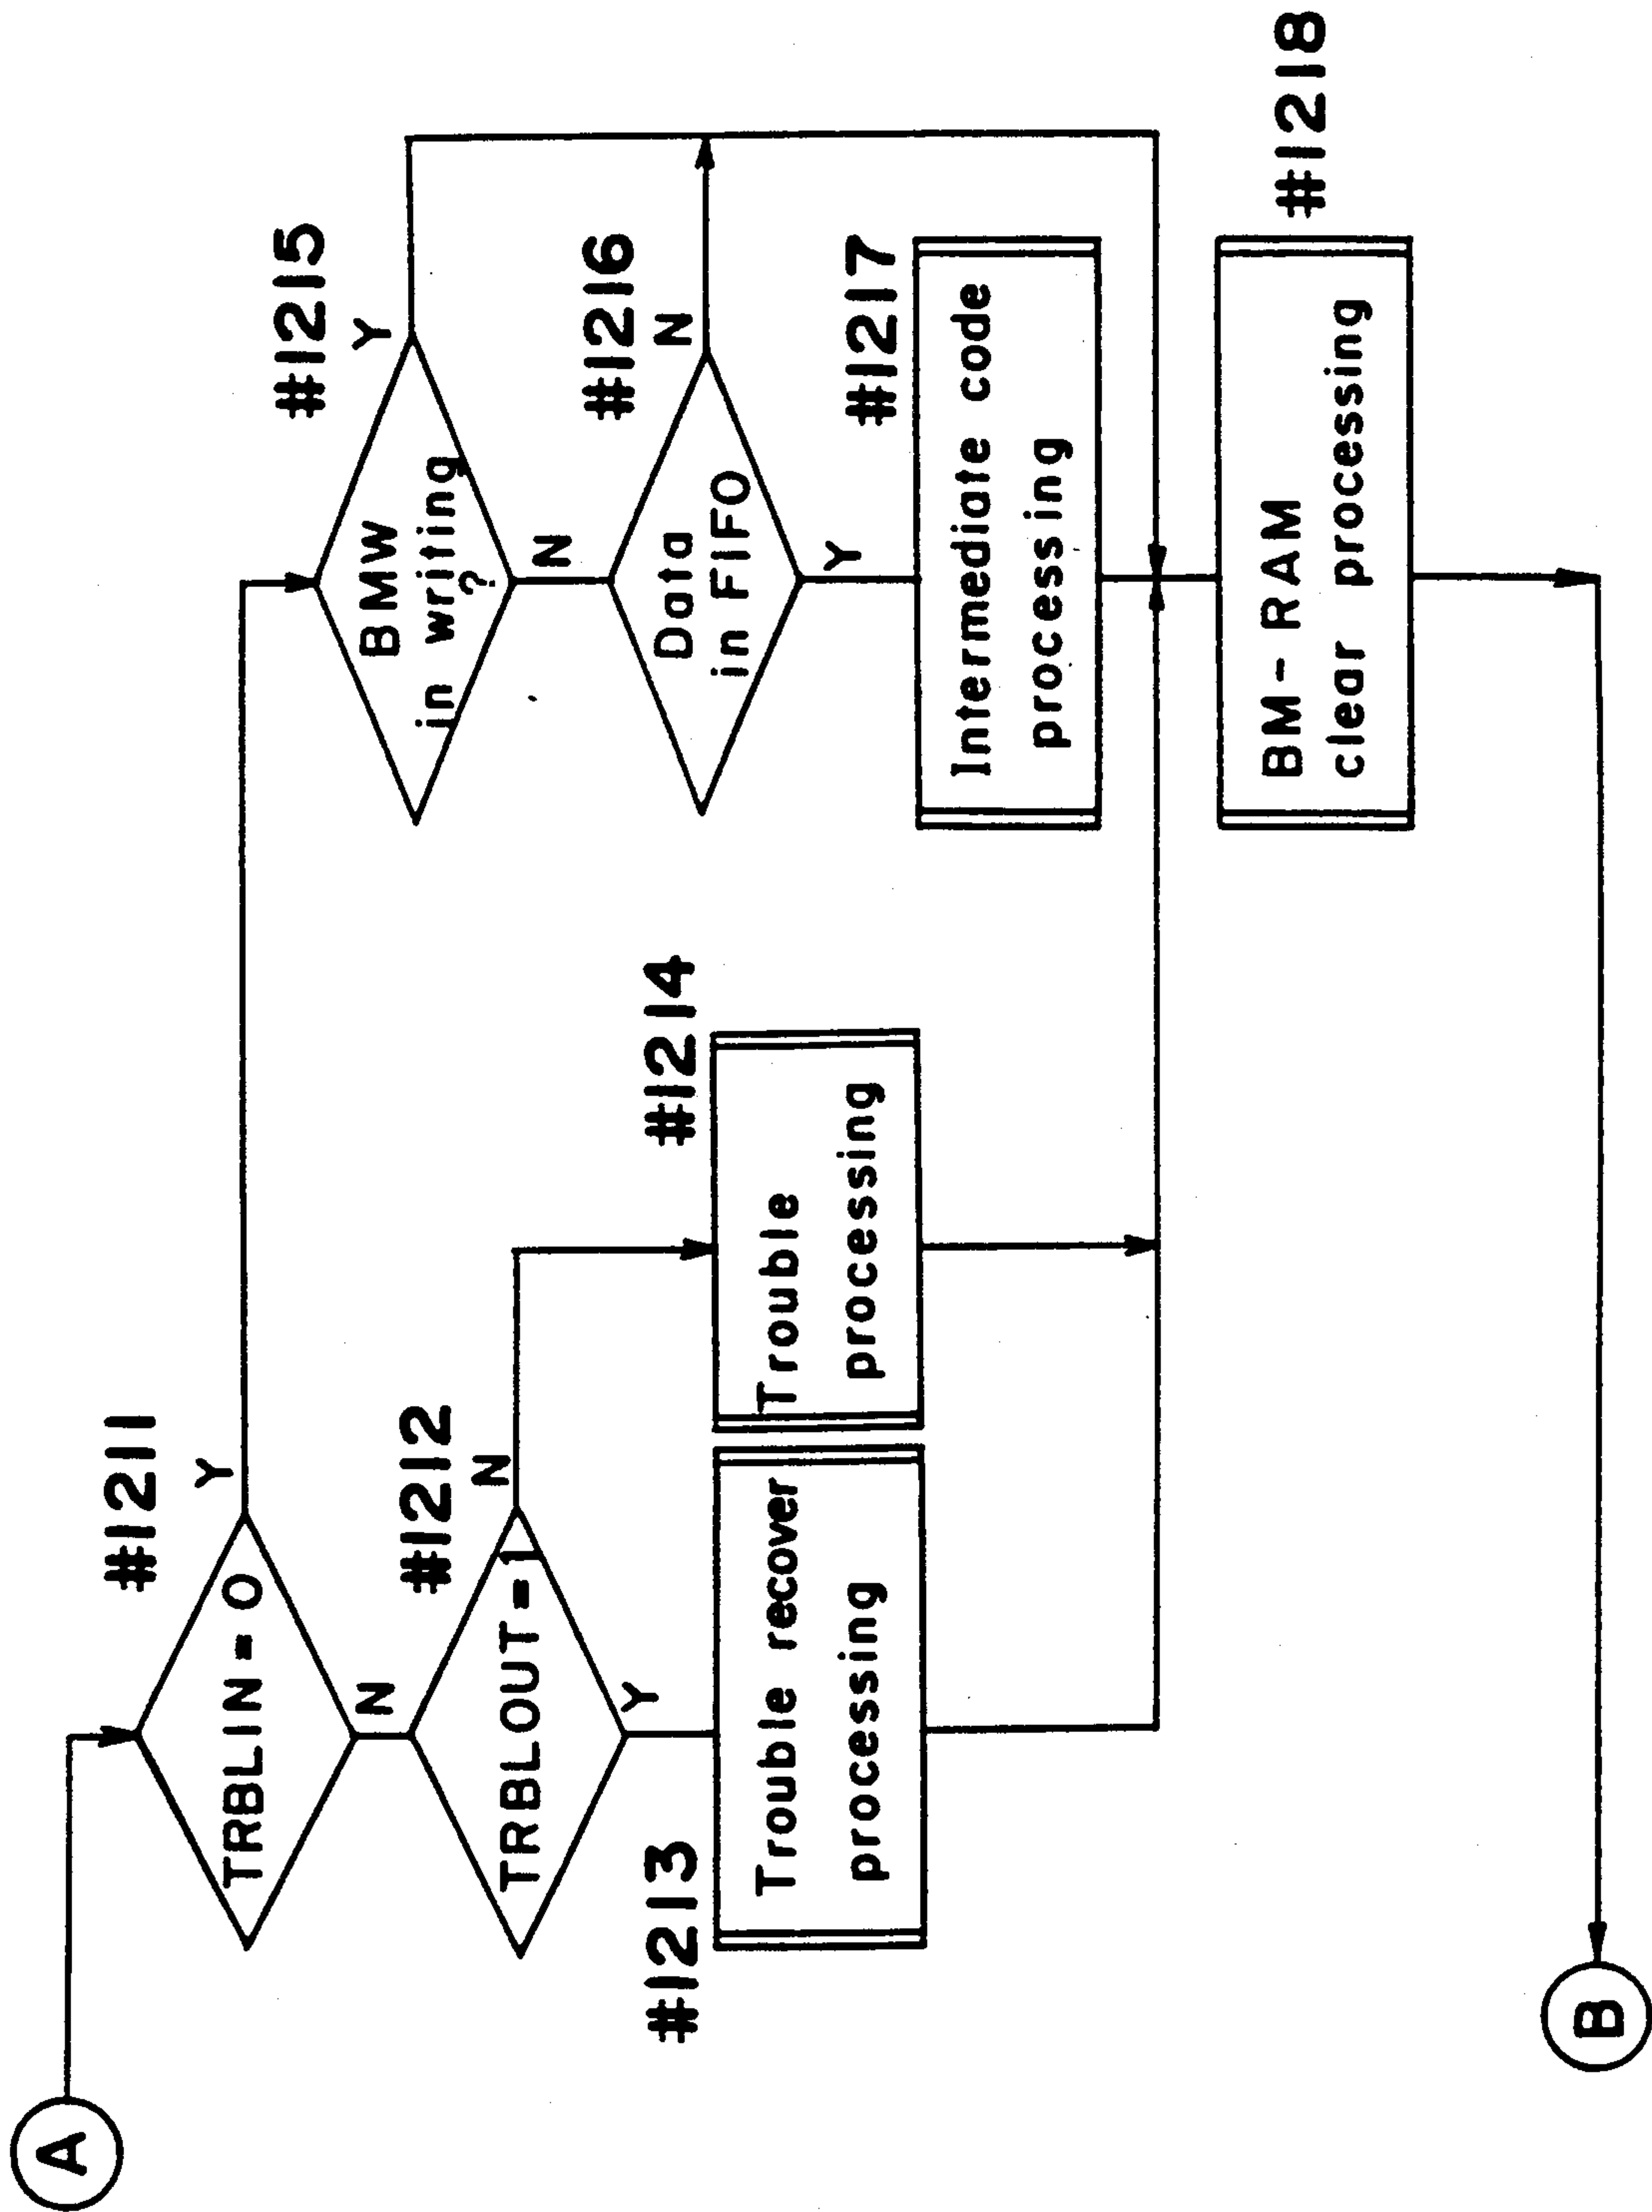 A
#1211
TRBLIN = 0
Y
N
#1212
TRBLOUT = 1
N
Y
#1213
Trouble recover
processing
#1214
Trouble
processing
#1215
BMW
in writing
?
Y
N
#1216
Data
in FIFO
N
Y
#1217
Intermediate code
processing
#1218
BM-RAM
clear processing
B